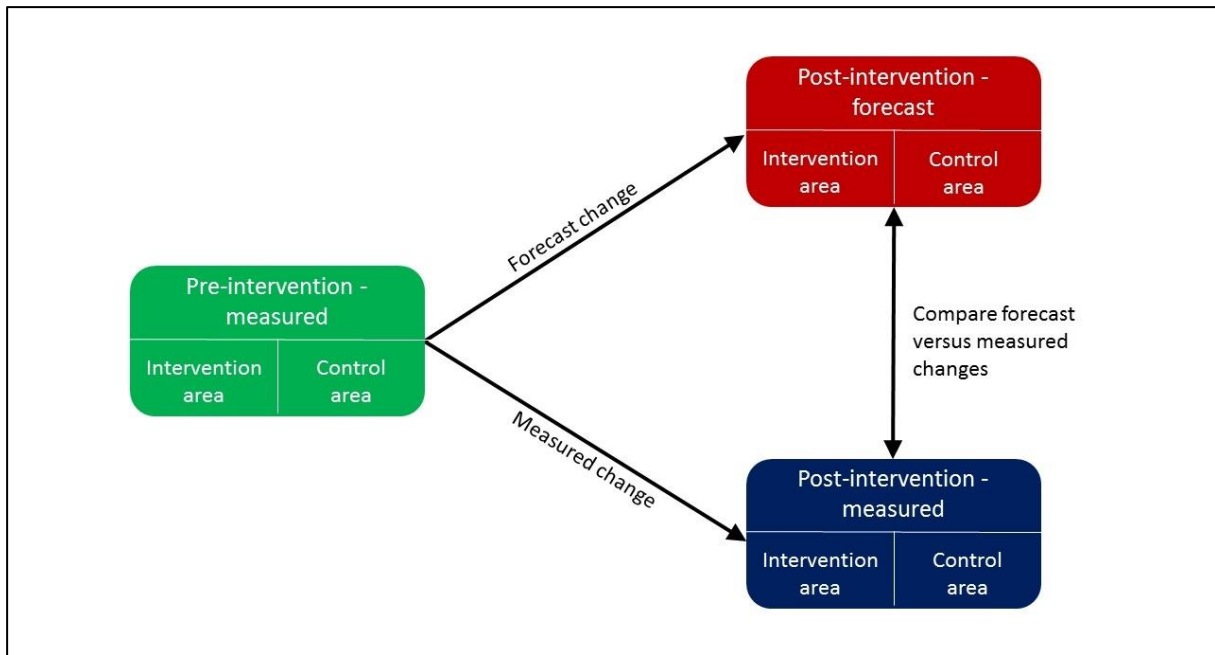 Post-intervention -
forecast
Intervention
area
Control
area
Forecast change
Pre-intervention -
measured
Intervention
area
Control
area
Compare forecast
versus measured
changes
Measured change
Post-intervention -
measured
Intervention
area
Control
area